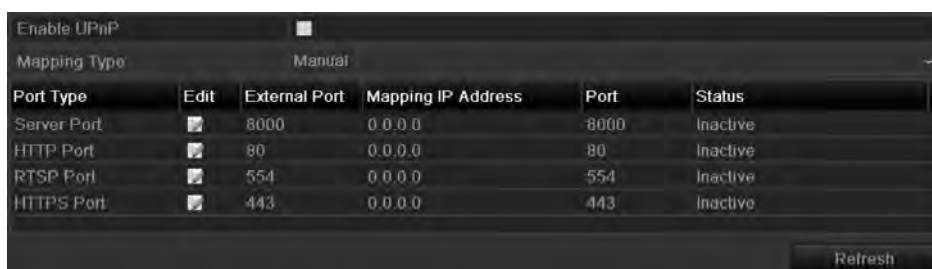 Enable UPnP
Mapping Type Manual
Port Type Edit External Port Mapping IP Address Port Status
Server Port 8000 0.0.0.0 8000 Inactive
HTTP Port 80 0.0.0.0 80 Inactive
RTSP Port 554 0.0.0.0 554 Inactive
HTTPS Port 443 0.0.0.0 443 Inactive
Refresh